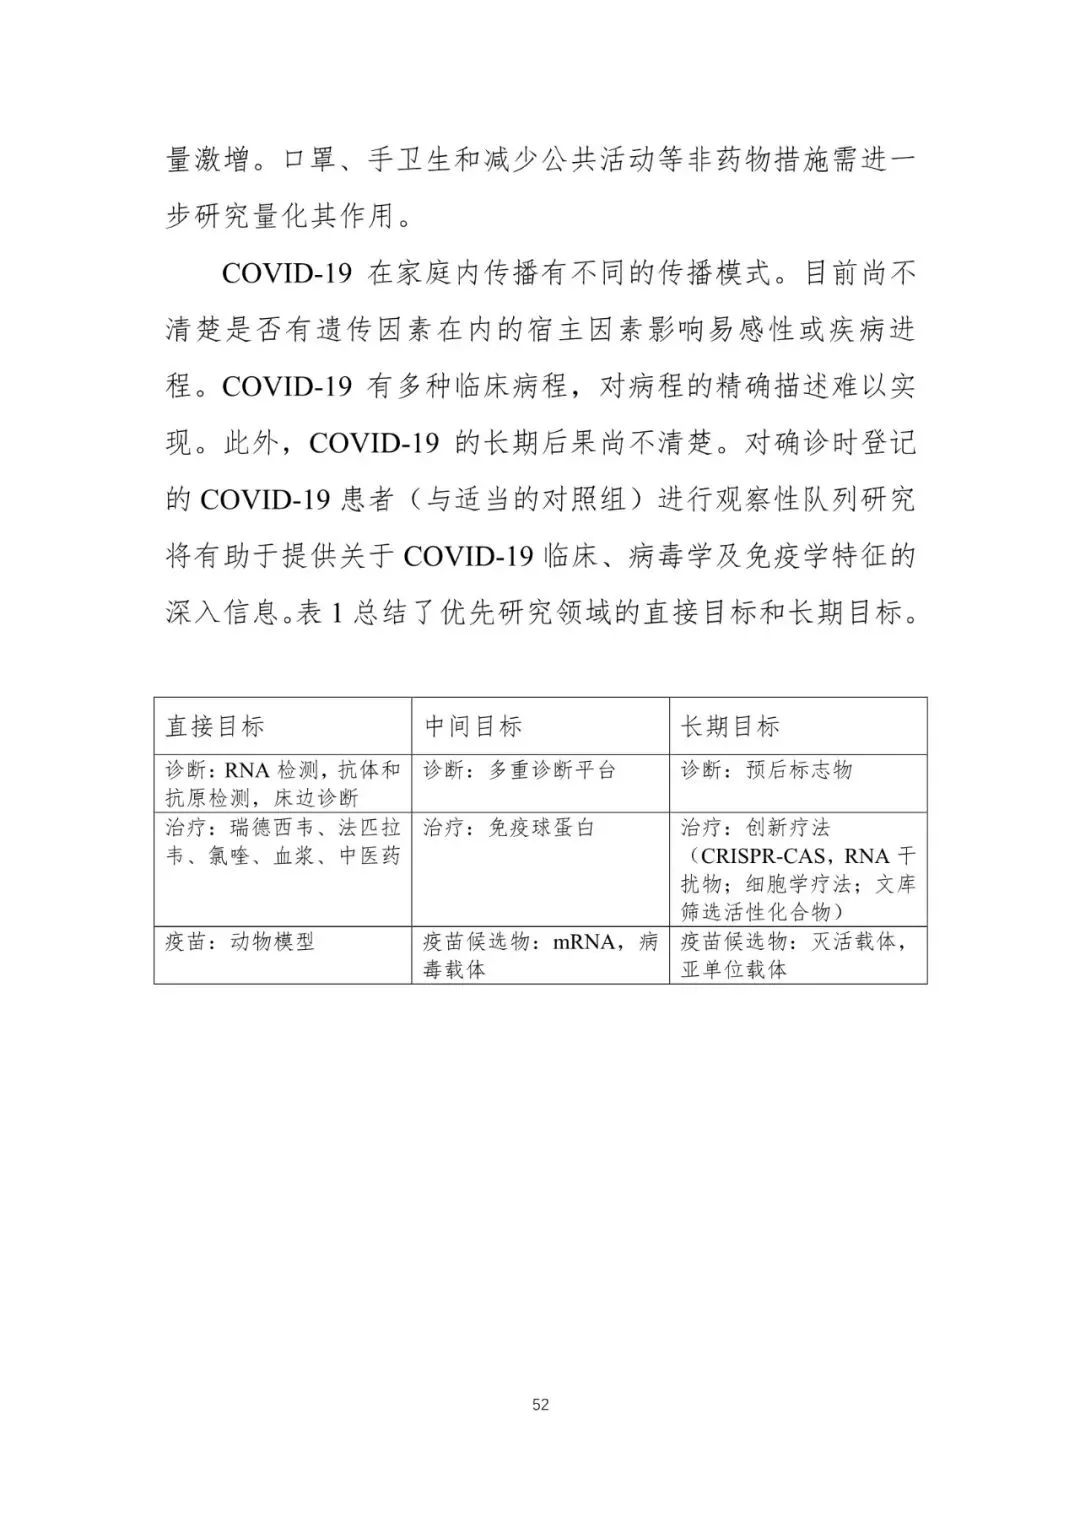 量激增。口罩、手卫生和减少公共活动等非药物措施需进一
步研究量化其作用。
COVID-19 在家庭内传播有不同的传播模式。目前尚不
清楚是否有遗传因素在内的宿主因素影响易感性或疾病进
程。COVID-19 有多种临床病程，对病程的精确描述难以实
现。此外，COVID-19 的长期后果尚不清楚。对确诊时登记
的 COVID-19 患者（与适当的对照组）进行观察性队列研究
将有助于提供关于 COVID-19 临床、病毒学及免疫学特征的
深入信息。表 1 总结了优先研究领域的直接目标和长期目标。
直接目标 中间目标 长期目标
诊断：RNA 检测，抗体和
抗原检测，床边诊断
诊断：多重诊断平台
诊断：预后标志物
治疗：瑞德西韦、法匹拉
韦、氯喹、血浆、中医药
治疗：免疫球蛋白
治疗：创新疗法
（CRISPR-CAS，RNA 干
扰物；细胞学疗法；文库
筛选活性化合物）
疫苗：动物模型
疫苗候选物：mRNA，病
毒载体
疫苗候选物：灭活载体，
亚单位载体
52